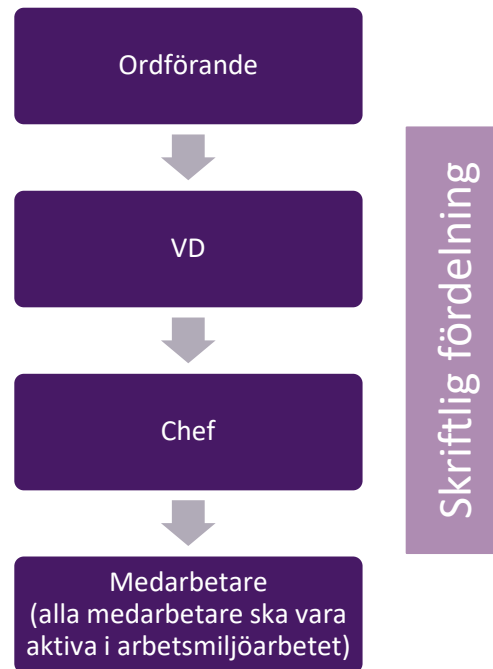 Ordförande
VD
Chef
Medarbetare
(alla medarbetare ska vara
aktiva i arbetsmiljöarbetet)
Skriftlig fördelning